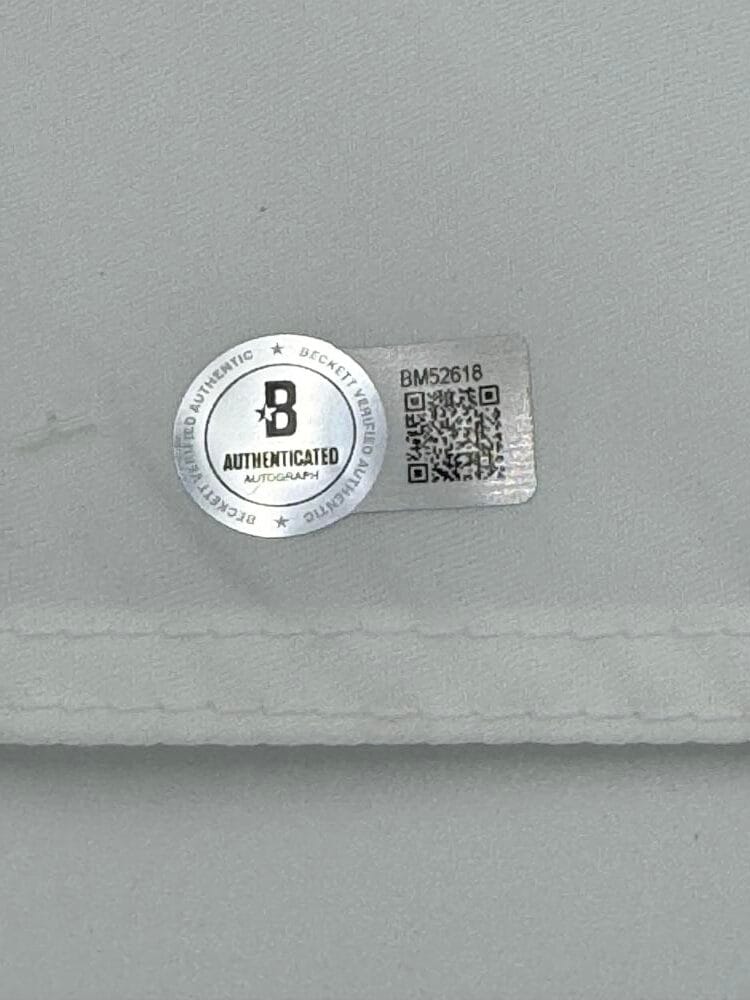 BECKETT VERIFIED AUTHENTIC ★ BECKETT VERIFIED AUTHENTIC ★
B
AUTHENTICATED
AUTOGRAPH
BM52618